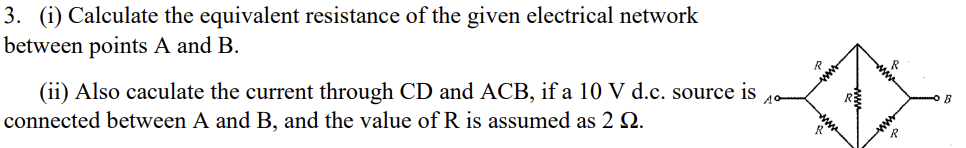 3. (i) Calculate the equivalent resistance of the given electrical network
between points A and B.
(ii) Also caculate the current through CD and ACB, if a 10 V d.c. source is
connected between A and B, and the value of R is assumed as 2 Ω.
R R
A R B
R R